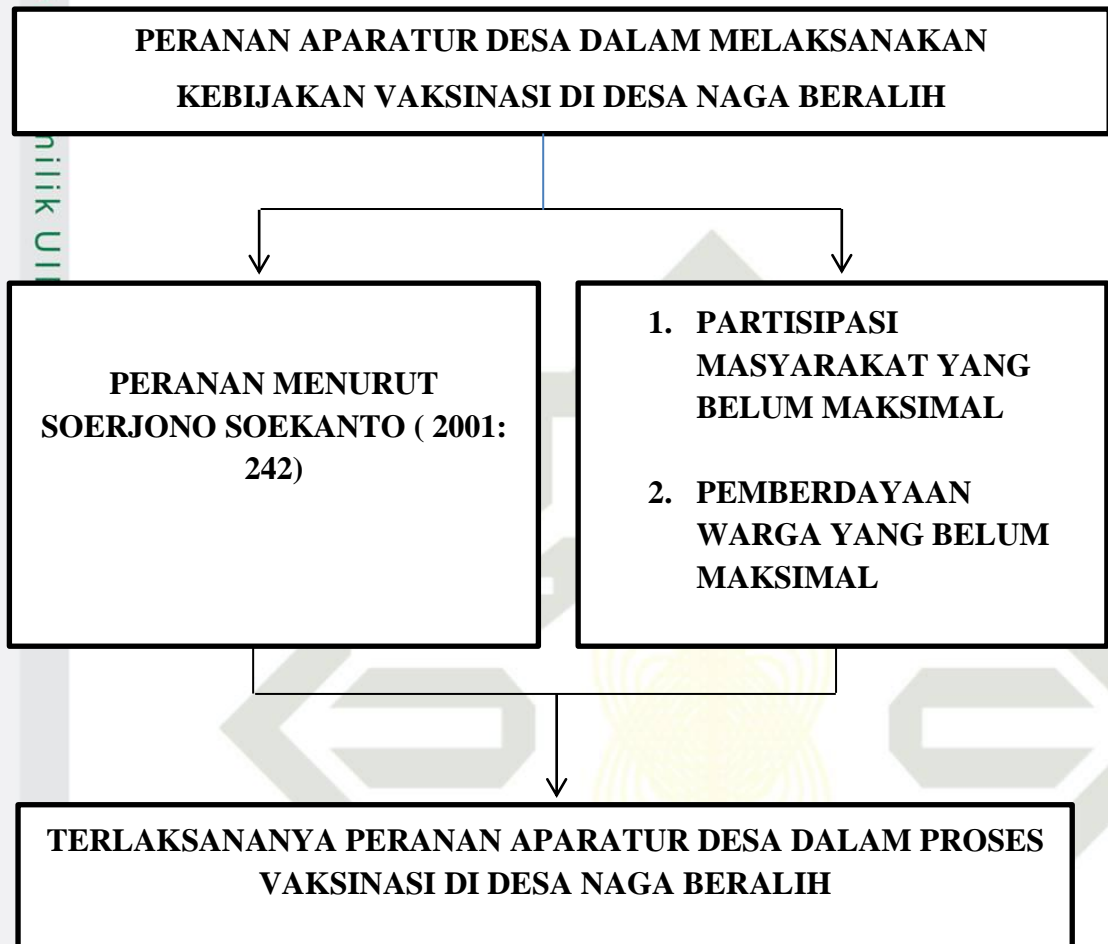 PERANAN APARATUR DESA DALAM MELAKSANAKAN
KEBIJAKAN VAKSINASI DI DESA NAGA BERALIH
milik UI
PERANAN MENURUT
SOERJONO SOEKANTO ( 2001:
242)
1. PARTISIPASI
MASYARAKAT YANG
BELUM MAKSIMAL
2. PEMBERDAYAAN
WARGA YANG BELUM
MAKSIMAL
TERLAKSANANYA PERANAN APARATUR DESA DALAM PROSES
VAKSINASI DI DESA NAGA BERALIH